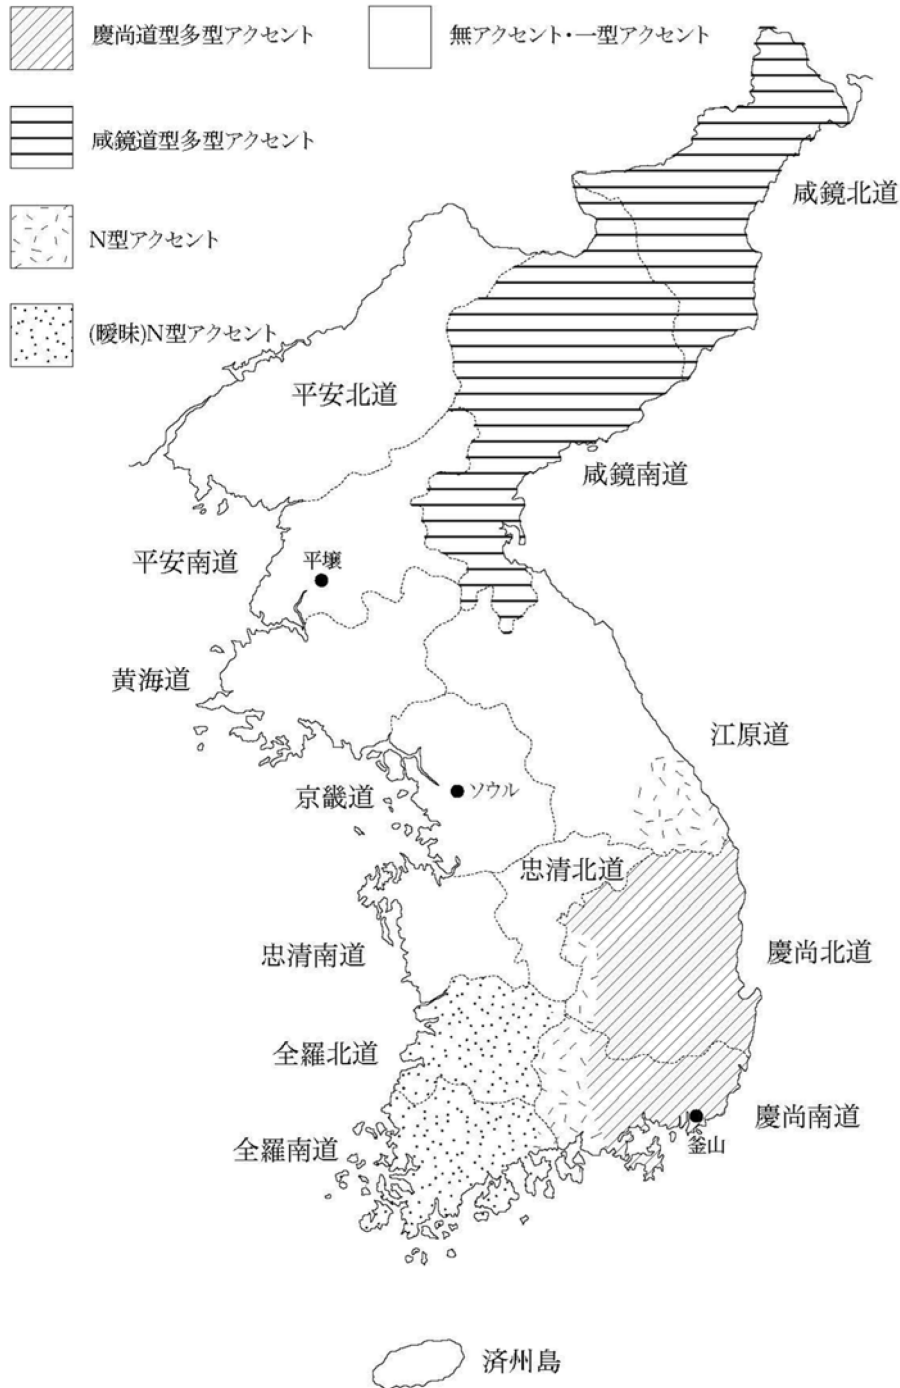 慶尚道型多型アクセント
無アクセント・一型アクセント
咸鏡道型多型アクセント
N型アクセント
(曖昧)N型アクセント
咸鏡北道
平安北道
咸鏡南道
平安南道
平壌
黄海道
江原道
京畿道
ソウル
忠清北道
忠清南道
慶尚北道
全羅北道
慶尚南道
釜山
全羅南道
済州島